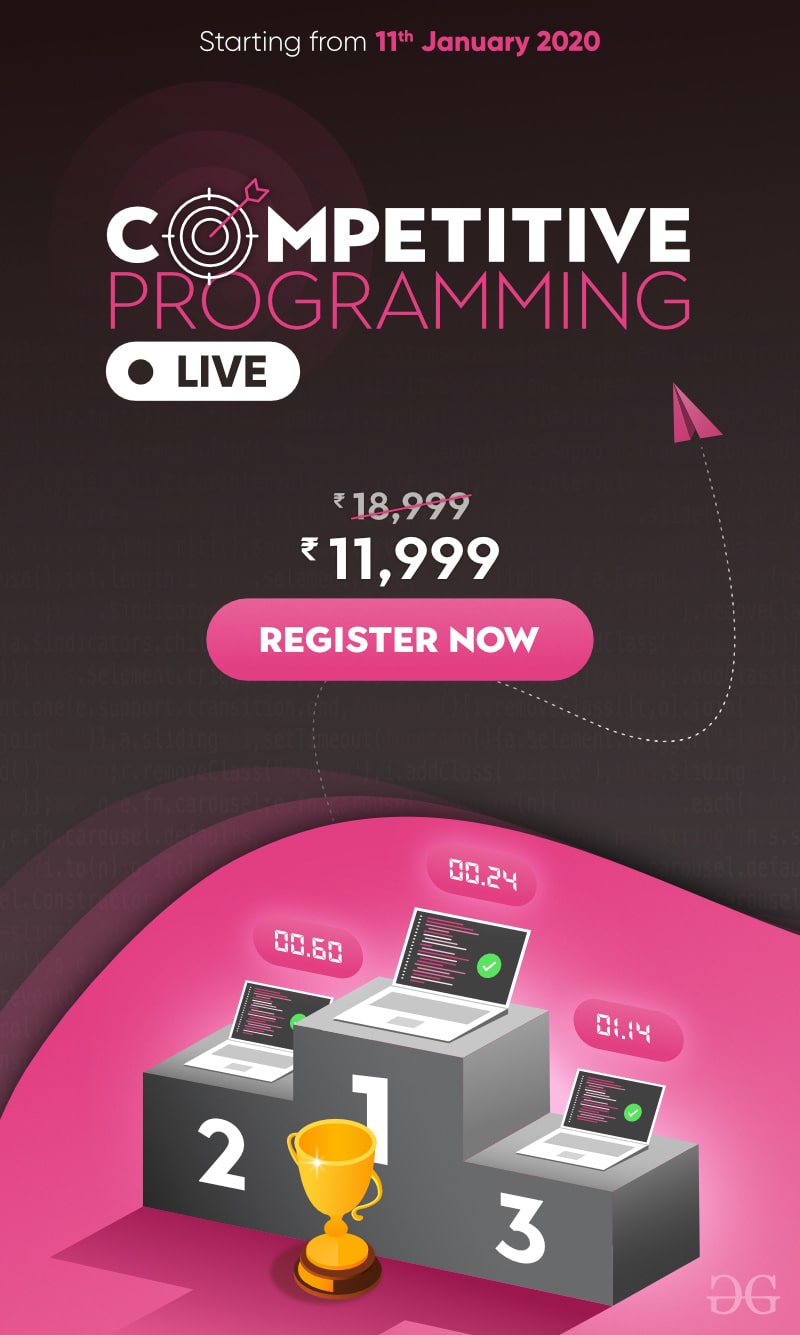 Starting from 11th January 2020
COMPETITIVE
PROGRAMMING
LIVE
₹ 18,999
₹ 11,999
REGISTER NOW
00.24
00.60
01.14
1
2
3